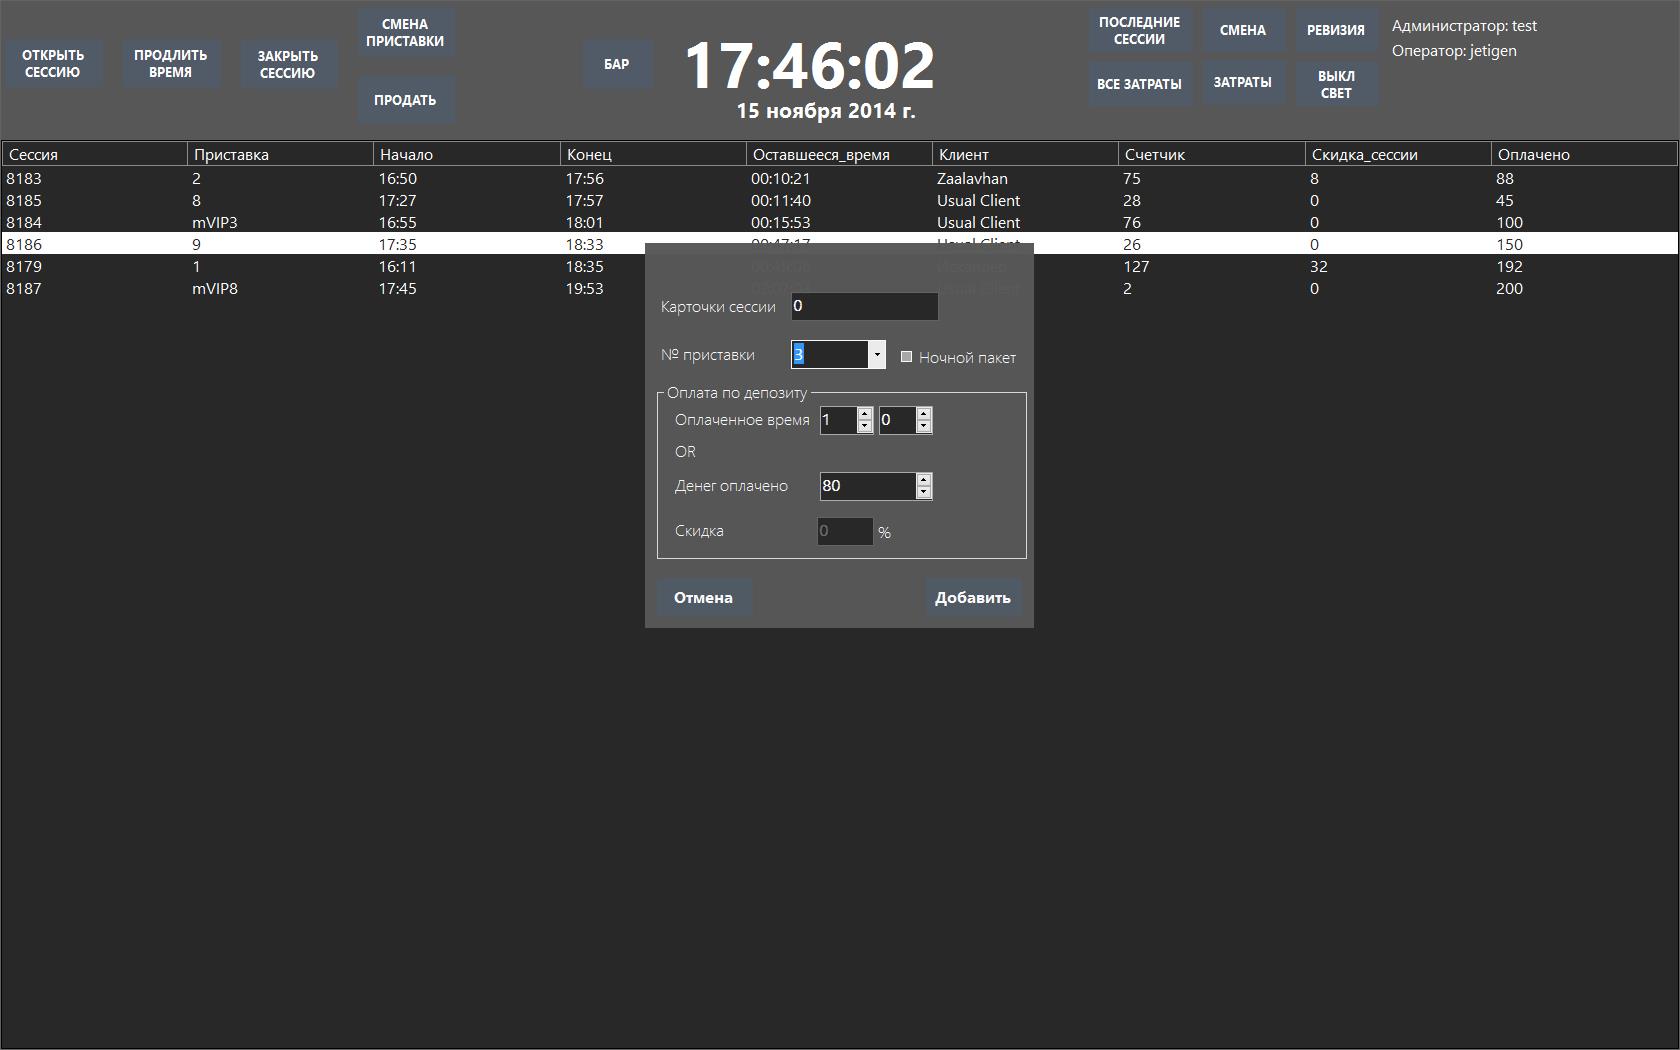 ОТКРЫТЬ
СЕССИЮ
ПРОДЛИТЬ
ВРЕМЯ
ЗАКРЫТЬ
СЕССИЮ
СМЕНА
ПРИСТАВКИ
ПРОДАТЬ
БАР
17:46:02
15 ноября 2014 г.
ПОСЛЕДНИЕ
СЕССИИ
СМЕНА
РЕВИЗИЯ
ВСЕ ЗАТРАТЫ
ЗАТРАТЫ
ВЫКЛ
СВЕТ
Администратор: test
Оператор: jetigen
Сессия Приставка Начало Конец Оставшееся_время Клиент Счетчик Скидка_сессии Оплачено
8183 2 16:50 17:56 00:10:21 Zaalavhan 75 8 88
8185 8 17:27 17:57 00:11:40 Usual Client 28 0 45
8184 mVIP3 16:55 18:01 00:15:53 Usual Client 76 0 100
8186 9 17:35 18:33 00:47:17 Usual Client 26 0 150
8179 1 16:11 18:35 127 32 192
8187 mVIP8 17:45 19:53 2 0 200
Карточки сессии 0
№ приставки 3 Ночной пакет
Оплата по депозиту
Оплаченное время 1 0
OR
Денег оплачено 80
Скидка 0 %
Отмена Добавить